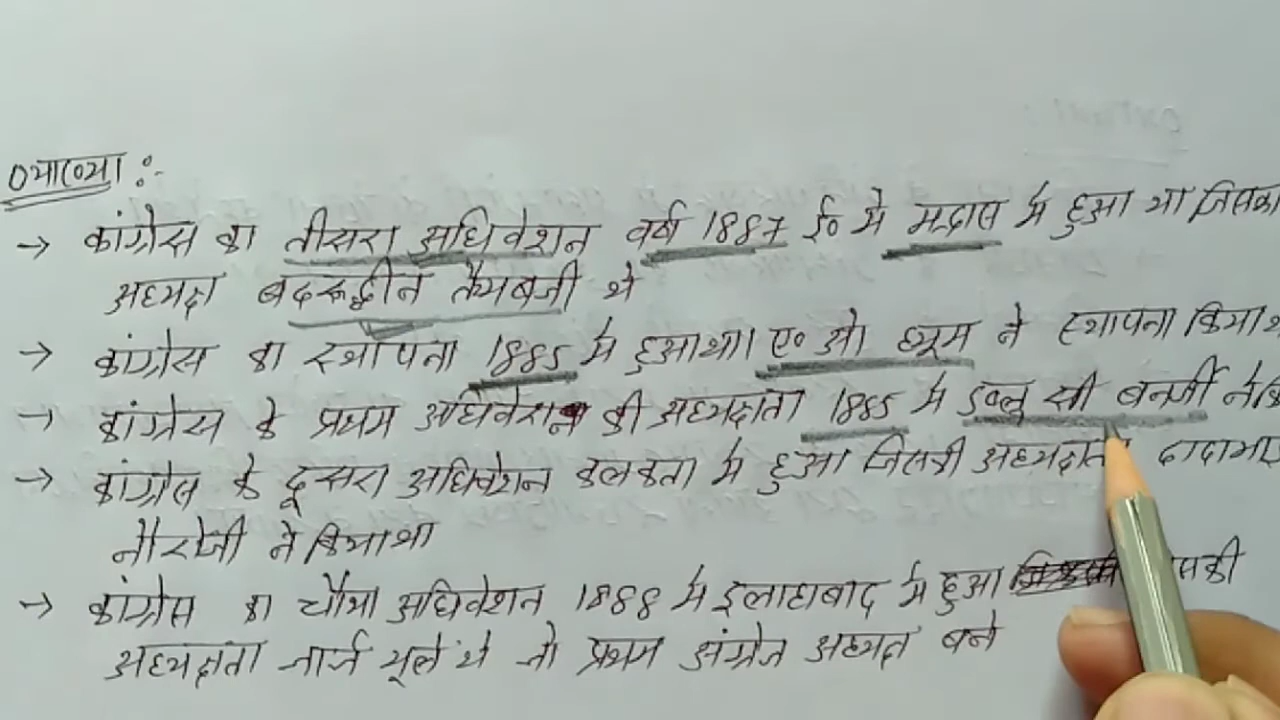 व्याख्या :-
→ कांग्रेस का तीसरा अधिवेशन वर्ष 1887 ई० में मद्रास में हुआ था जिसका
अध्यक्ष बदरूद्दीन तैयबजी थे
→ कांग्रेस का स्थापना 1885 में हुआ था। ए० ओ ह्यूम ने स्थापना किया था
→ कांग्रेस के प्रथम अधिवेशन की अध्यक्षता 1885 में डब्लू सी बनर्जी ने
→ कांग्रेस के दूसरा अधिवेशन कलकता में हुआ जिसकी अध्यक्षता दादाभाई
नौरोजी ने किया था
→ कांग्रेस का चौथा अधिवेशन 1888 में इलाहाबाद में हुआ जिसकी
अध्यक्षता जार्ज यूले थे जो प्रथम अंग्रेज अध्यक्ष बने